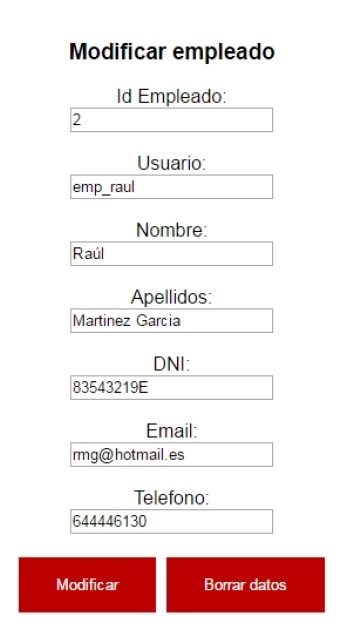 Modificar empleado
Id Empleado:
2
Usuario:
emp_raul
Nombre:
Raúl
Apellidos:
Martinez Garcia
DNI:
83543219E
Email:
rmg@hotmail.es
Telefono:
644446130
Modificar Borrar datos